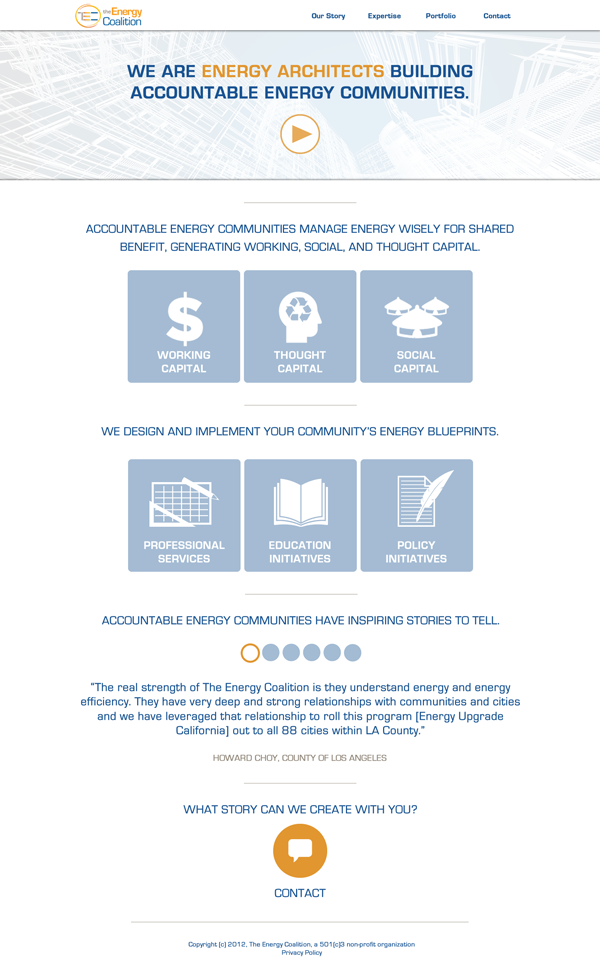 the Energy
Coalition
TEC
Our Story Expertise Portfolio Contact
WE ARE ENERGY ARCHITECTS BUILDING
ACCOUNTABLE ENERGY COMMUNITIES.
ACCOUNTABLE ENERGY COMMUNITIES MANAGE ENERGY WISELY FOR SHARED
BENEFIT, GENERATING WORKING, SOCIAL, AND THOUGHT CAPITAL.
$
WORKING
CAPITAL
THOUGHT
CAPITAL
SOCIAL
CAPITAL
WE DESIGN AND IMPLEMENT YOUR COMMUNITY'S ENERGY BLUEPRINTS.
PROFESSIONAL
SERVICES
EDUCATION
INITIATIVES
POLICY
INITIATIVES
ACCOUNTABLE ENERGY COMMUNITIES HAVE INSPIRING STORIES TO TELL.
"The real strength of The Energy Coalition is they understand energy and energy
efficiency. They have very deep and strong relationships with communities and cities
and we have leveraged that relationship to roll this program [Energy Upgrade
California] out to all 88 cities within LA County."
HOWARD CHOY, COUNTY OF LOS ANGELES
WHAT STORY CAN WE CREATE WITH YOU?
CONTACT
Copyright (c) 2012, The Energy Coalition, a 501(c)3 non-profit organization
Privacy Policy